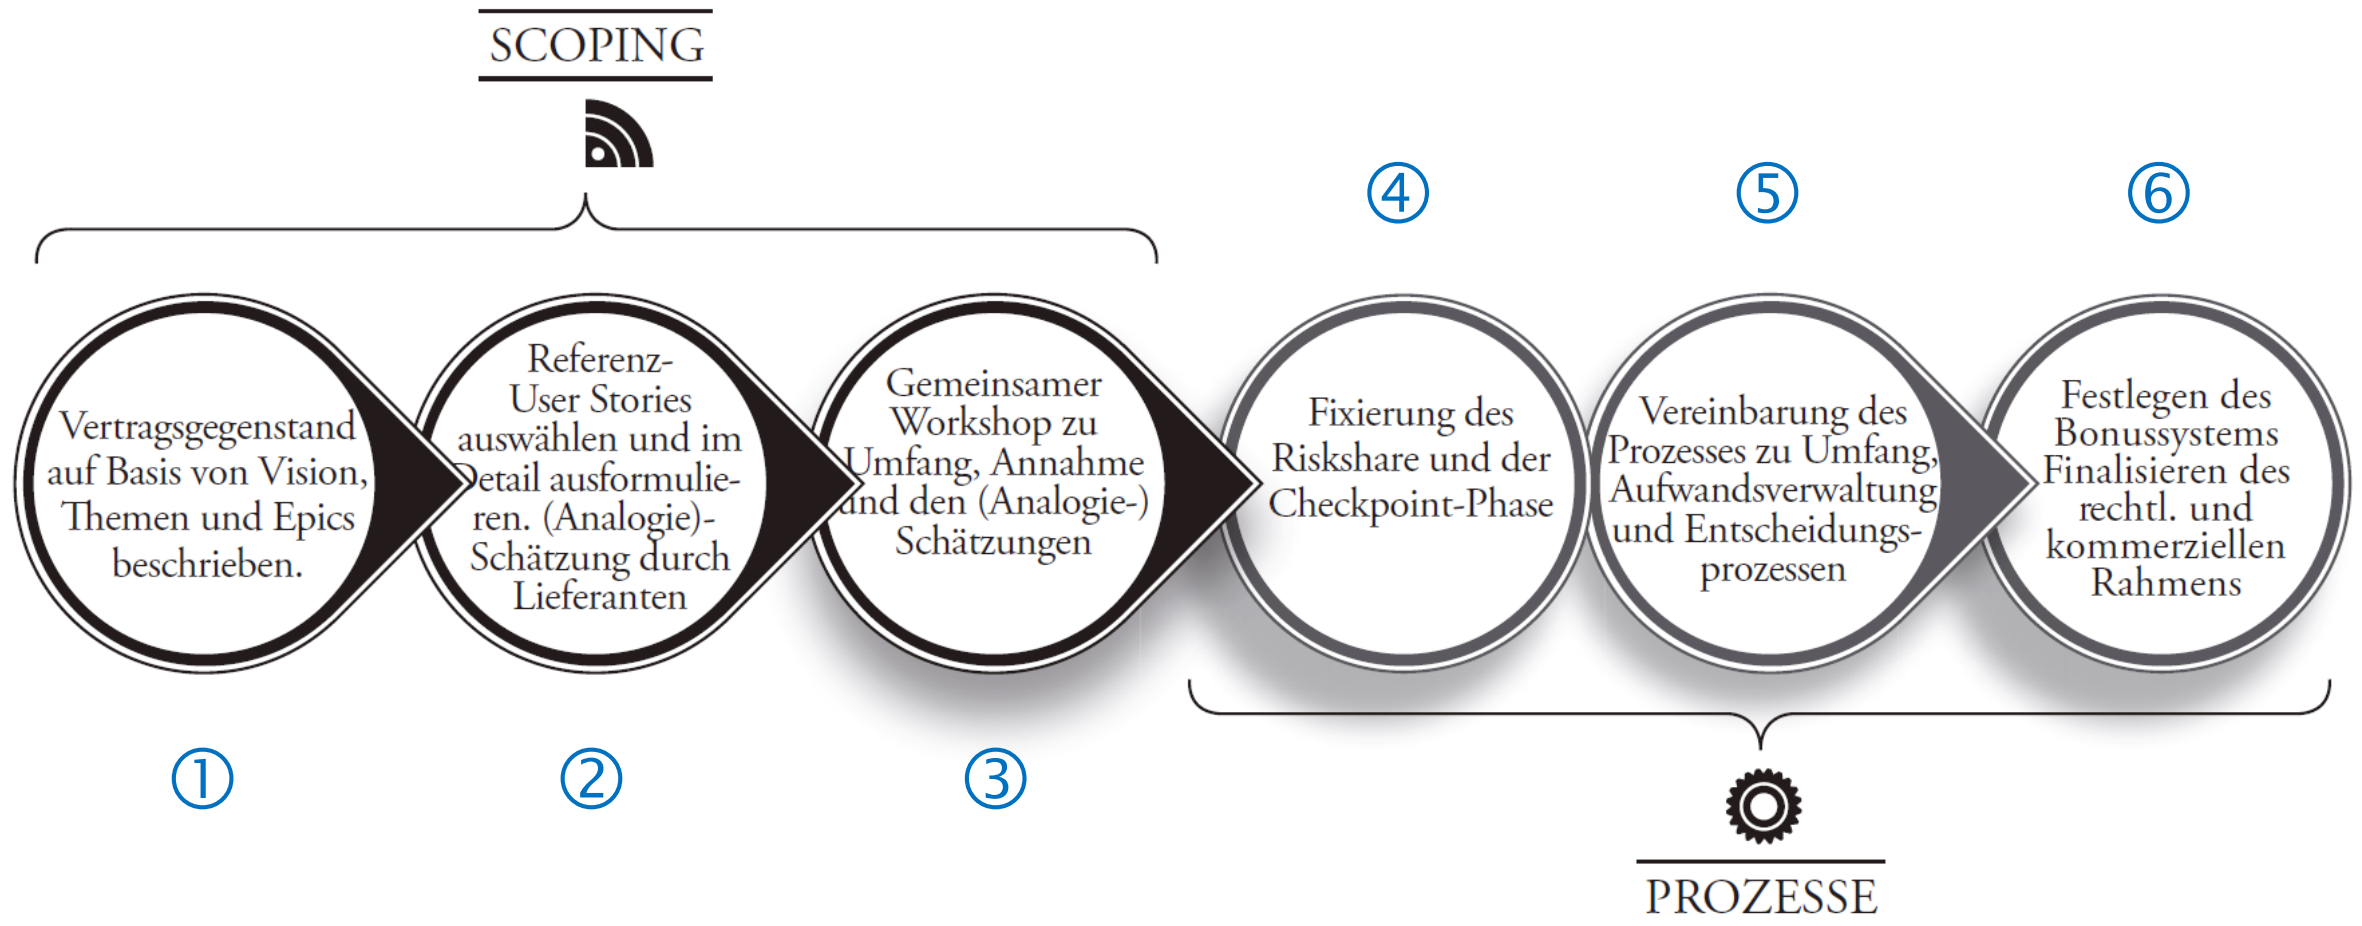 SCOPING
④
⑤
⑥
Vertragsgegenstand
auf Basis von Vision,
Themen und Epics
beschrieben.
Referenz-
User Stories
auswählen und im
Detail ausformulie-
ren. (Analogie)-
Schätzung durch
Lieferanten
Gemeinsamer
Workshop zu
Umfang, Annahme
und den (Analogie-)
Schätzungen
Fixierung des
Riskshare und der
Checkpoint-Phase
Vereinbarung des
Prozesses zu Umfang,
Aufwandsverwaltung
und Entscheidungs-
prozessen
Festlegen des
Bonussystems
Finalisieren des
rechtl. und
kommerziellen
Rahmens
①
②
③
PROZESSE